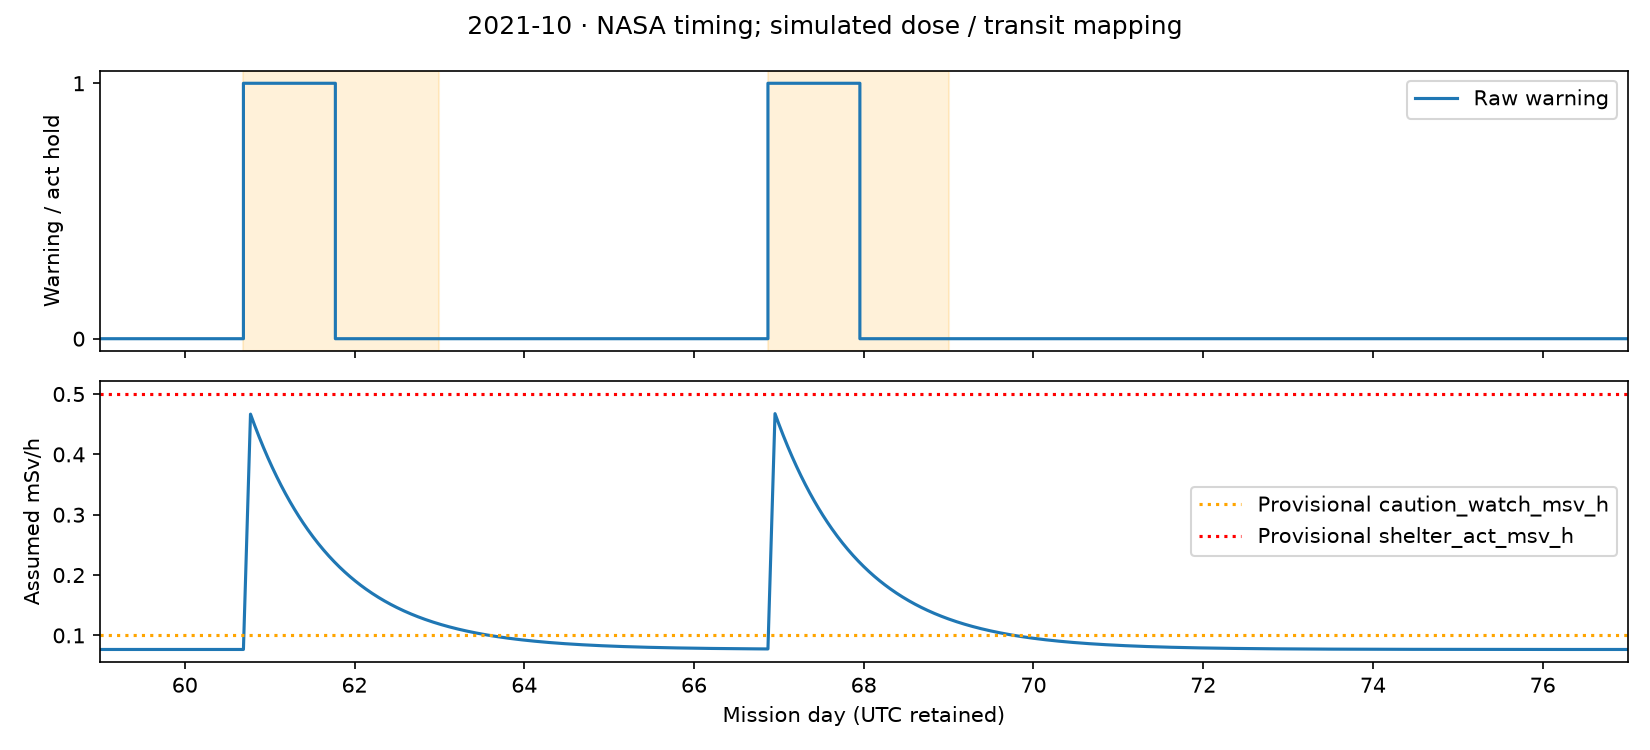 2021-10 · NASA timing; simulated dose / transit mapping
Warning / act hold
1
0
Raw warning
Assumed mSv/h
0.5
0.4
0.3
0.2
0.1
Provisional caution_watch_msv_h
Provisional shelter_act_msv_h
60
62
64
66
68
70
72
74
76
Mission day (UTC retained)